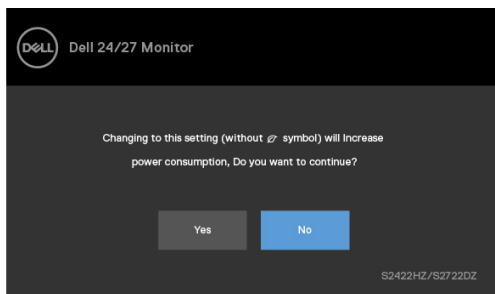 DELL Dell 24/27 Monitor
Changing to this setting (without symbol) will Increase
power consumption, Do you want to continue?
Yes No
S2422HZ/S2722DZ